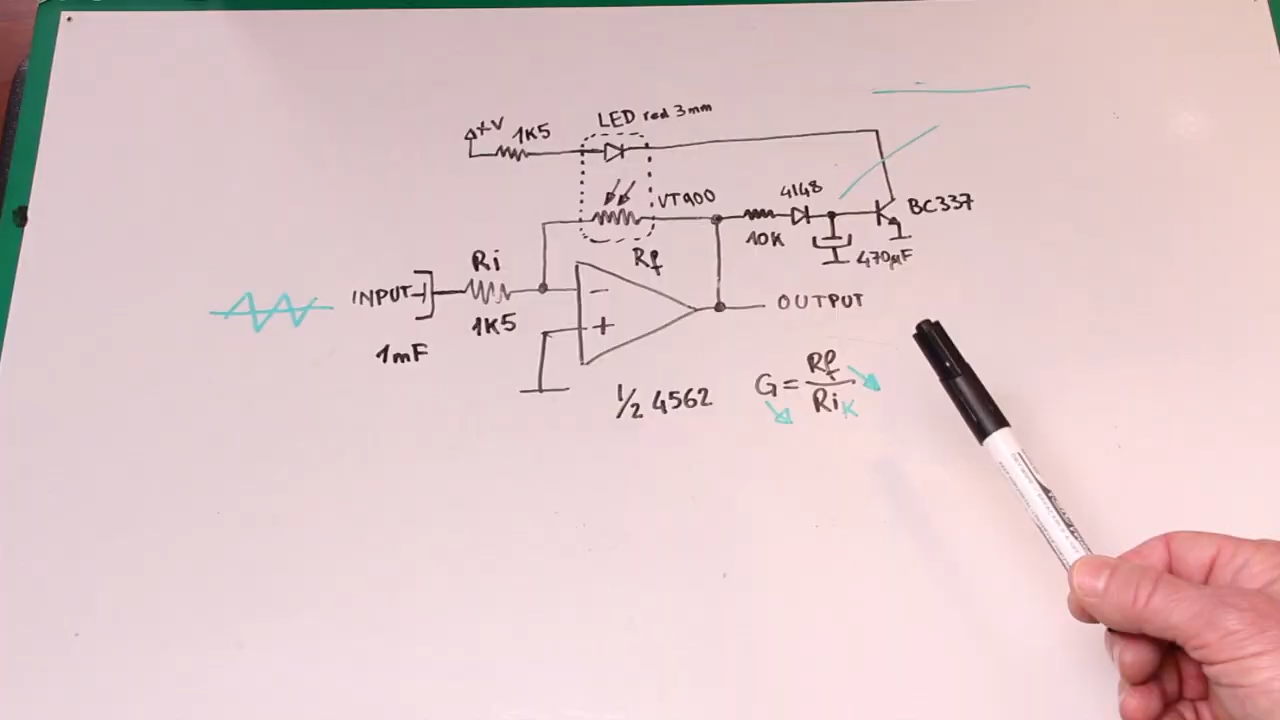 LED red 3mm
+V
1K5
VT900
4148
BC337
10K
470µF
Rf
Ri
INPUT
1K5
OUTPUT
1mF
1/2 4562
G = Rf
Ri K